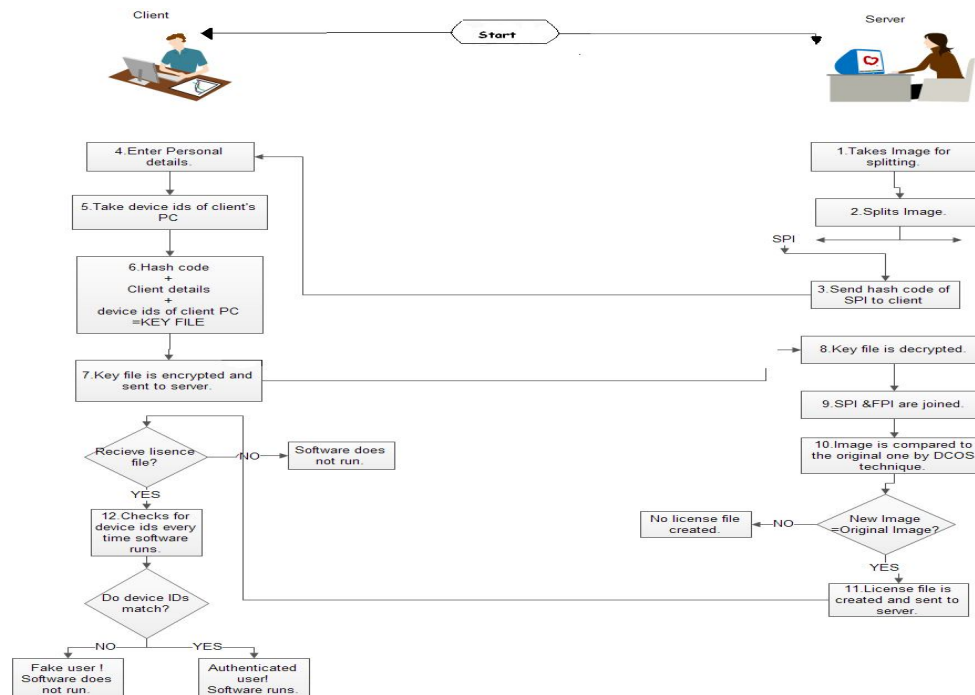 Client
Start
Server
4.Enter Personal
details.
5.Take device ids of client's
PC
6.Hash code
+
Client details
+
device ids of client PC
=KEY FILE
7.Key file is encrypted and
sent to server.
Recieve lisence
file?
NO
Software does
not run.
YES
12.Checks for
device ids every
time software
runs.
Do device IDs
match?
NO
YES
Fake user !
Software does
not run.
Authenticated
user!
Software runs.
1.Takes Image for
splitting.
2.Splits Image.
SPI
3.Send hash code of
SPI to client
8.Key file is decrypted.
9.SPI &FPI are joined.
10.Image is compared to
the original one by DCOS
technique.
New Image
=Original Image?
NO
No license file
created.
YES
11.License file is
created and sent to
server.